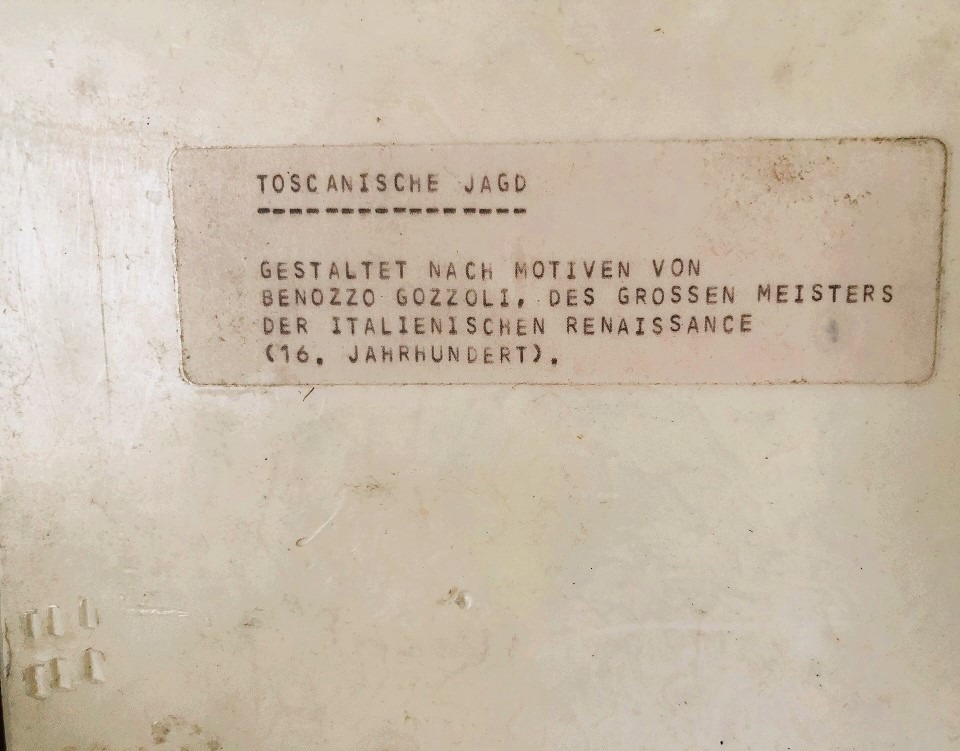 TOSCANISCHE JAGD
----------------
GESTALTET NACH MOTIVEN VON
BENOZZO GOZZOLI, DES GROSSEN MEISTERS
DER ITALIENISCHEN RENAISSANCE
(16. JAHRHUNDERT).